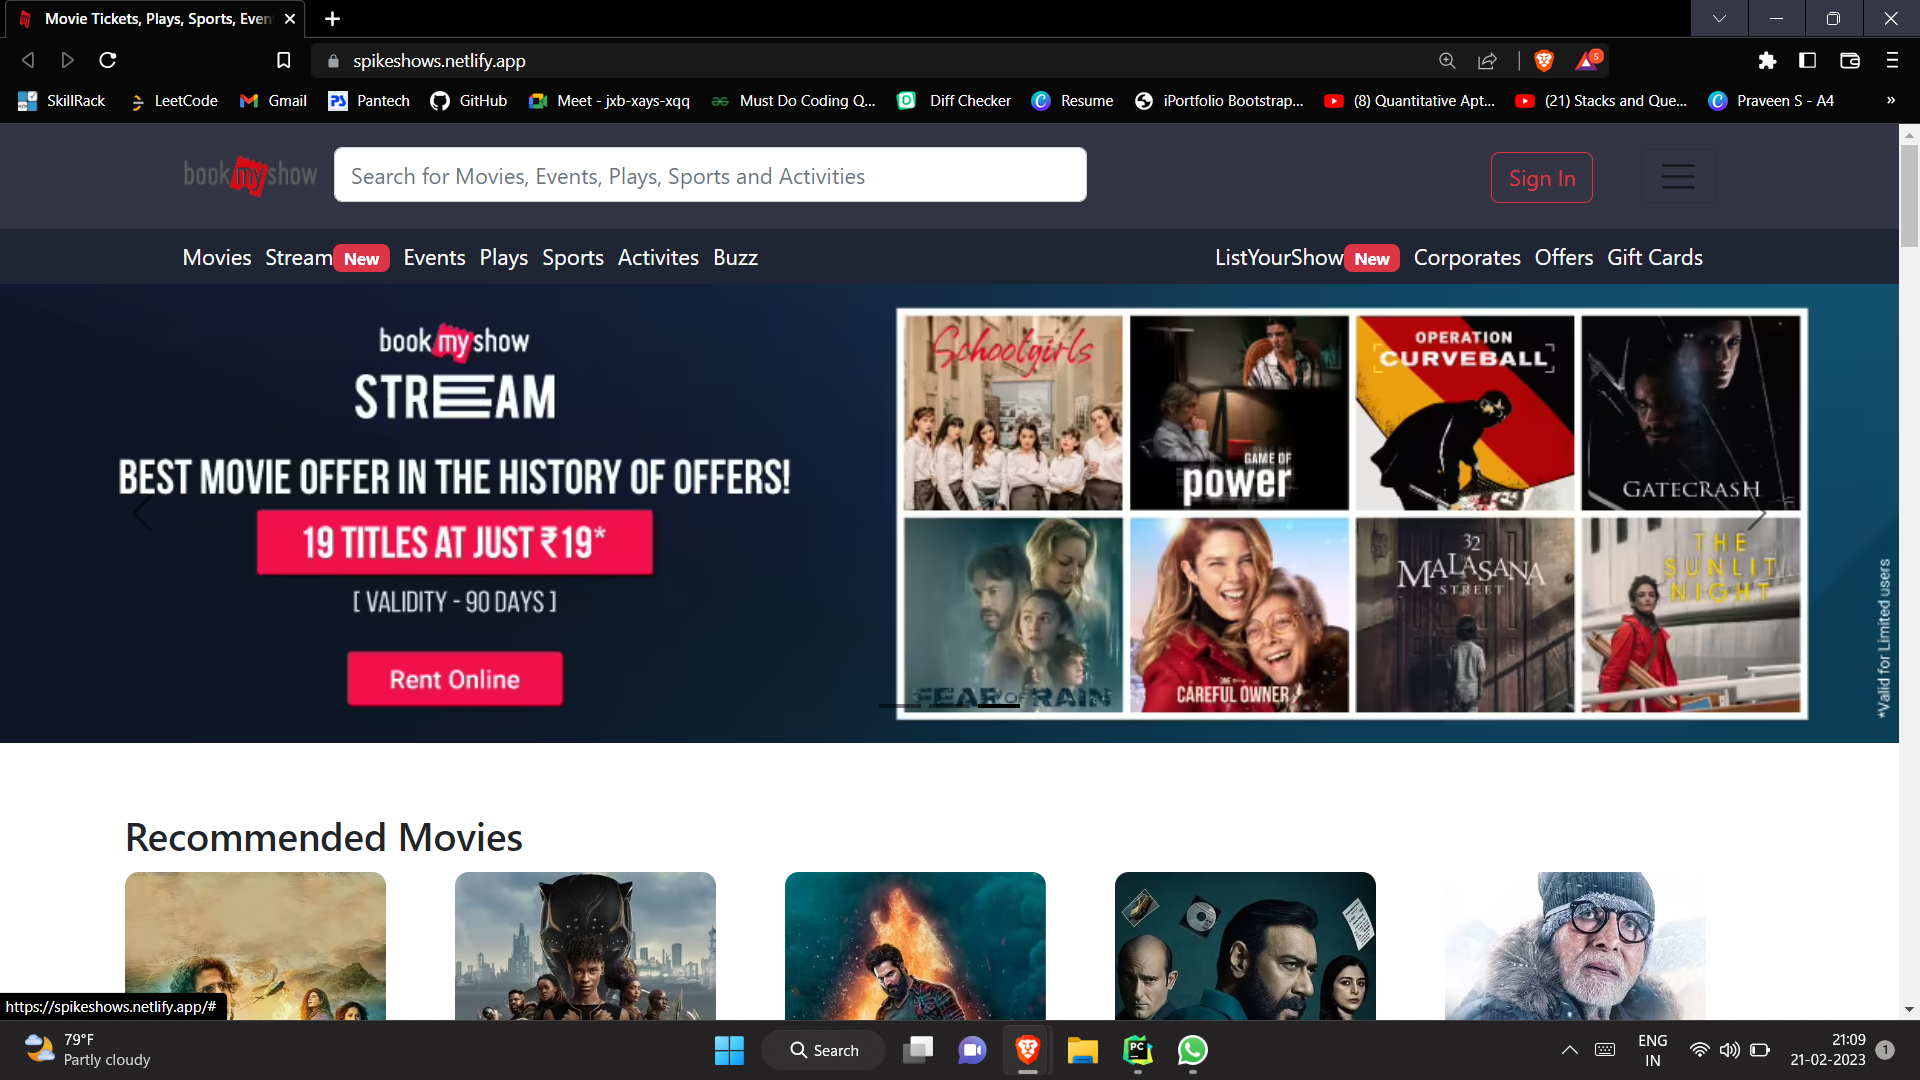 Movie Tickets, Plays, Sports, Even
spikeshows.netlify.app
5
SkillRack
LeetCode
Gmail
Pantech
GitHub
Meet - jxb-xays-xqq
Must Do Coding Q...
Diff Checker
Resume
iPortfolio Bootstrap...
(8) Quantitative Apt...
(21) Stacks and Que...
Praveen S - A4
»
bookmyshow
Search for Movies, Events, Plays, Sports and Activities
Sign In
Movies Stream New Events Plays Sports Activites Buzz
ListYourShow New Corporates Offers Gift Cards
bookmyshow
STREAM
BEST MOVIE OFFER IN THE HISTORY OF OFFERS!
19 TITLES AT JUST ₹19*
[ VALIDITY - 90 DAYS ]
Rent Online
Schoolgirls
GAME OF
power
OPERATION
CURVEBALL
GATECRASH
FEAR OF RAIN
ONE
CAREFUL OWNER
32
MALASANA
STREET
THE
SUNLIT
NIGHT
*Valid for Limited users
Recommended Movies
https://spikeshows.netlify.app/#
79°F
Partly cloudy
Search
PC
ENG
IN
21:09
21-02-2023
1